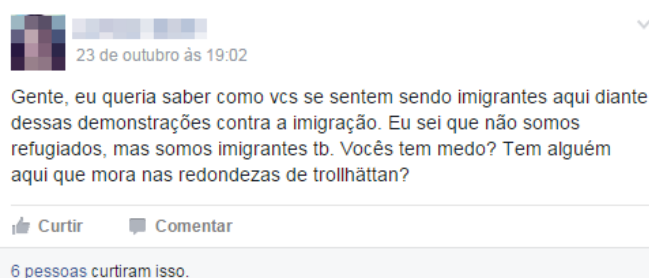 23 de outubro às 19:02
Gente, eu queria saber como vcs se sentem sendo imigrantes aqui diante
dessas demonstrações contra a imigração. Eu sei que não somos
refugiados, mas somos imigrantes tb. Vocês tem medo? Tem alguém
aqui que mora nas redondezas de trollhättan?
Curtir Comentar
6 pessoas curtiram isso.